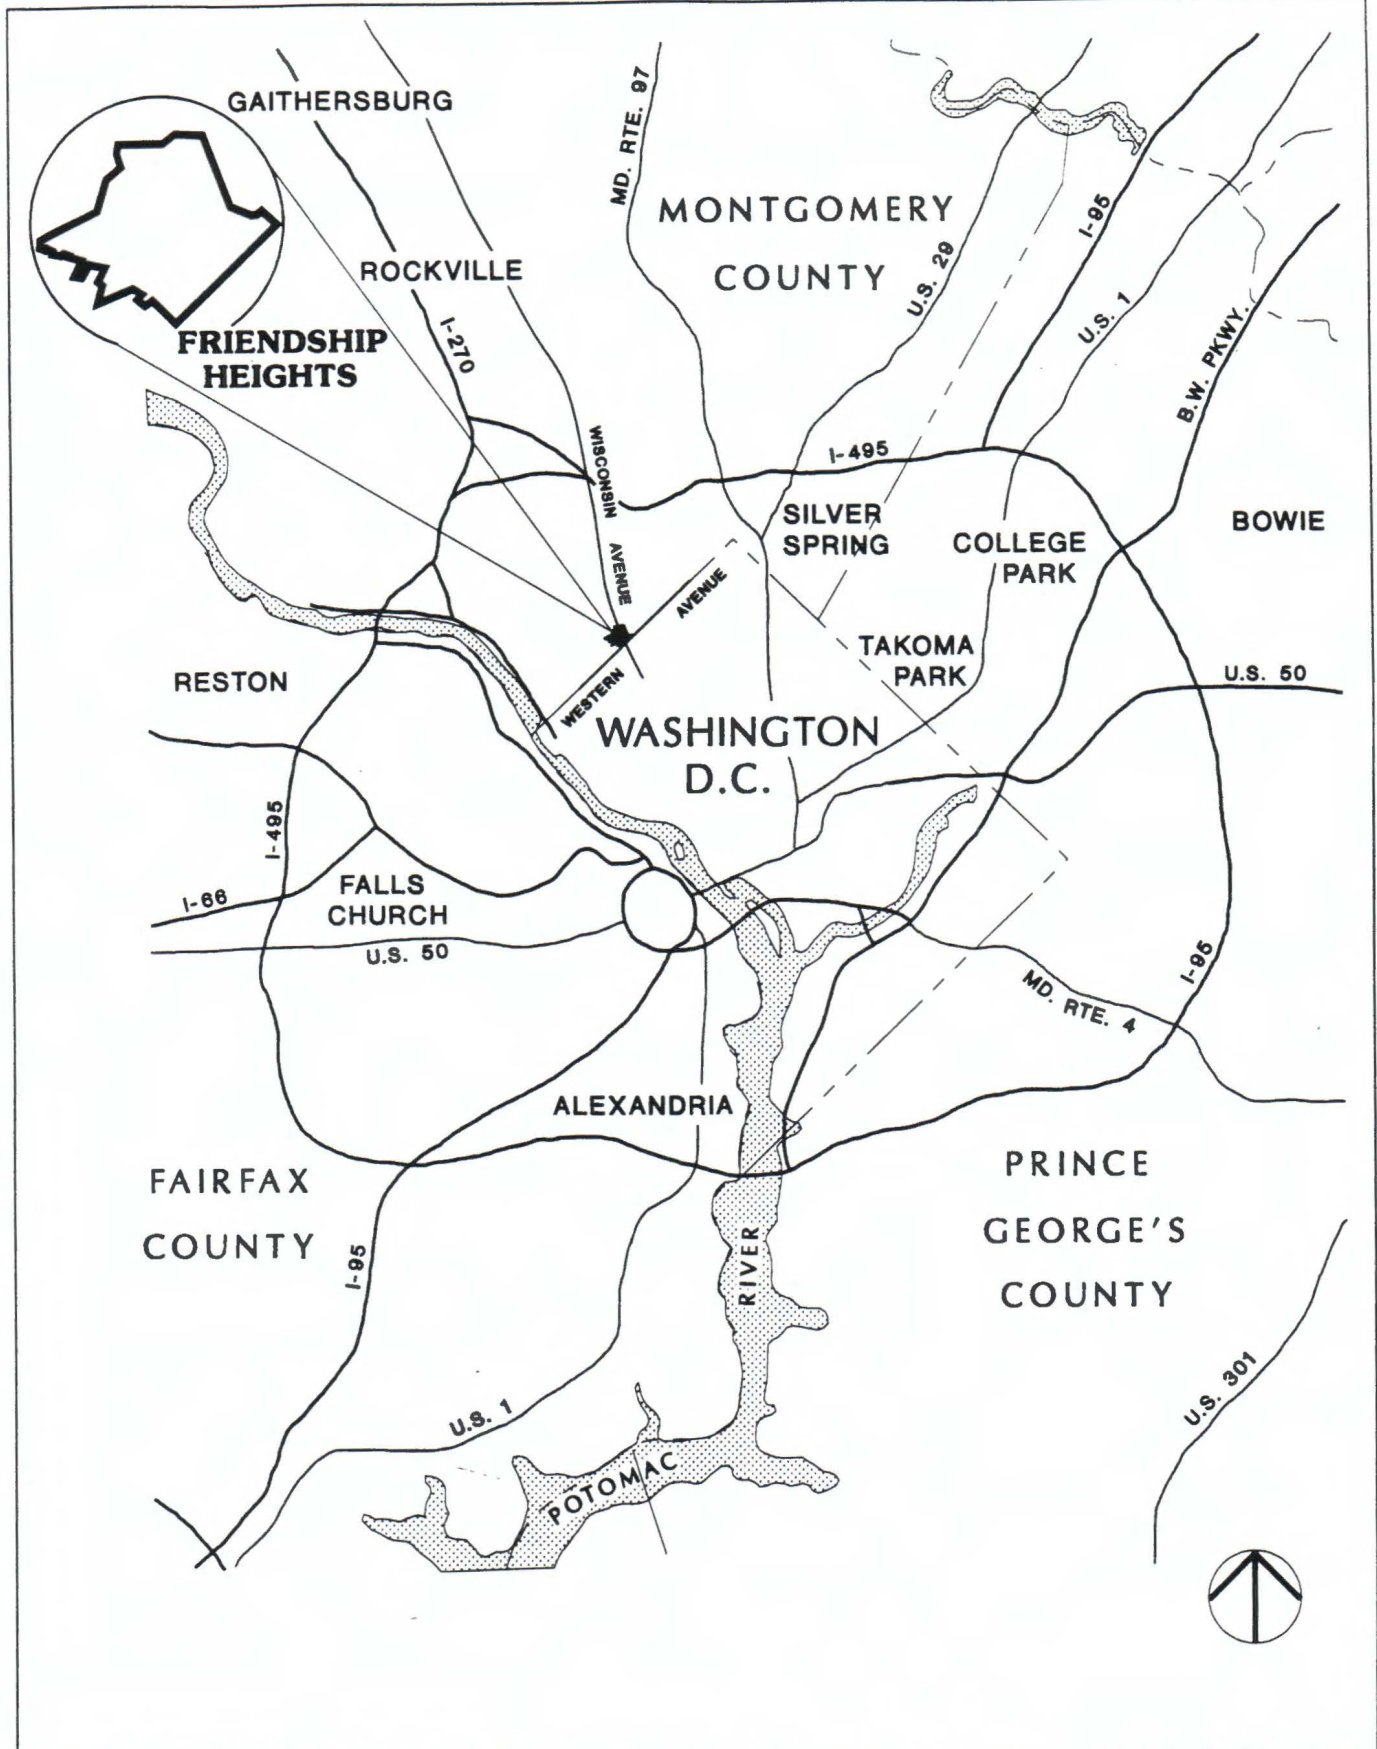 GAITHERSBURG
MD. RTE. 97
MONTGOMERY
COUNTY
I-95
U.S. 29
U.S. 1
ROCKVILLE
I-270
FRIENDSHIP
HEIGHTS
B.W. PKWY.
WISCONSIN
AVENUE
I-495
SILVER
SPRING
COLLEGE
PARK
BOWIE
AVENUE
WESTERN
TAKOMA
PARK
RESTON
U.S. 50
WASHINGTON
D.C.
I-495
I-66
FALLS
CHURCH
U.S. 50
I-95
MD. RTE. 4
ALEXANDRIA
FAIRFAX
COUNTY
PRINCE
GEORGE'S
COUNTY
I-95
RIVER
U.S. 1
U.S. 301
POTOMAC